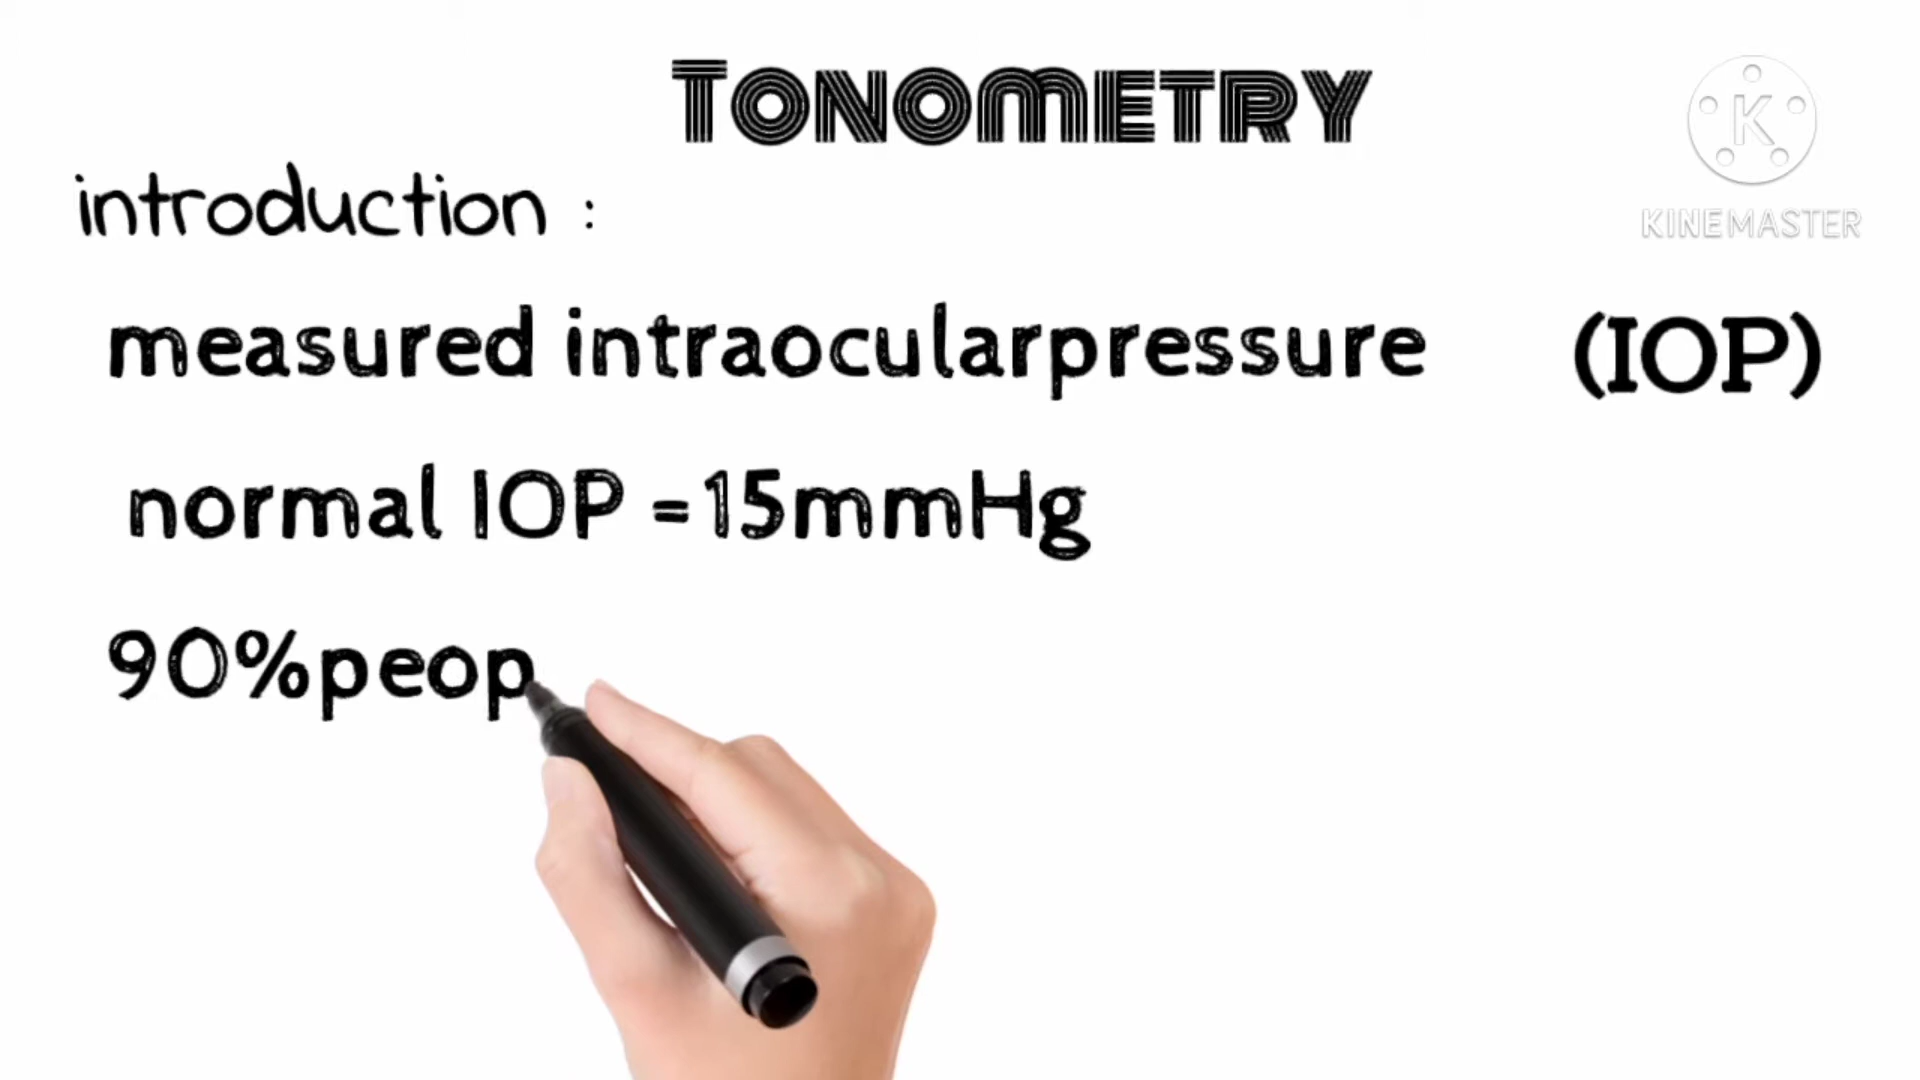 TONOMETRY
K
KINEMASTER
introduction :
measured intraocularpressure (IOP)
normal IOP =15mmHg
90%peop